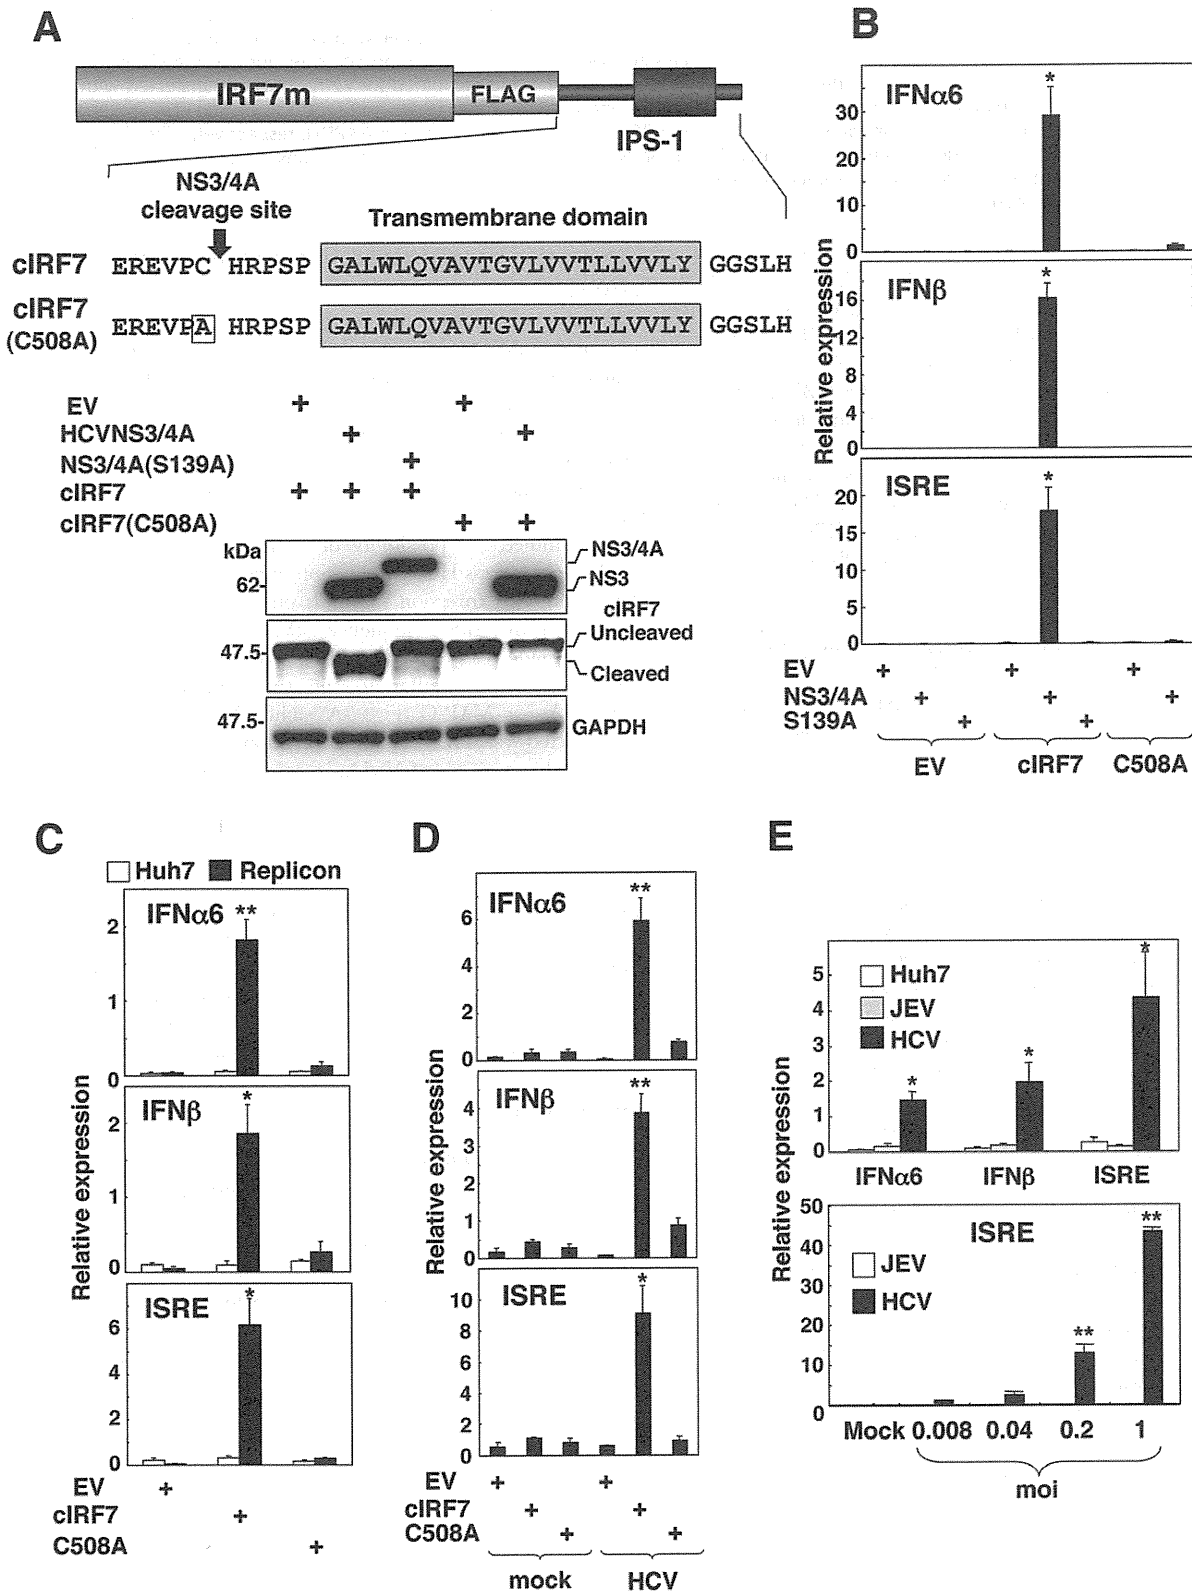 A
IRF7m
FLAG
IPS-1
NS3/4A
cleavage site
Transmembrane domain
cIRF7 EREVPC HRPSP GALWLQVAVTGVLVVTLLVVLY GGSLH
cIRF7
(C508A)
EREVPA HRPSP GALWLQVAVTGVLVVTLLVVLY GGSLH
EV + +
HCVNS3/4A + +
NS3/4A(S139A) +
cIRF7 + + +
cIRF7(C508A) + +
kDa
62-
NS3/4A
NS3
cIRF7
47.5-
Uncleaved
Cleaved
47.5-
GAPDH
B
Relative expression
IFNα6
30
20
10
0
IFNβ
16
12
8
4
0
ISRE
20
15
10
5
0
*
*
*
EV + + +
NS3/4A + + +
S139A + +
EV cIRF7 C508A
C
Huh7 Replicon
Relative expression
IFNα6
**
2
1
0
IFNβ
*
2
1
0
ISRE
*
6
4
2
0
EV +
cIRF7 +
C508A +
D
Relative expression
IFNα6
**
6
4
2
0
IFNβ
**
4
3
2
1
0
ISRE
*
10
8
6
4
2
0
EV + +
cIRF7 + +
C508A + +
mock HCV
E
Relative expression
5
4
3
2
1
0
Huh7
JEV
HCV
*
*
*
IFNα6 IFNβ ISRE
50
40
30
20
10
0
ISRE
JEV
HCV
**
**
Mock 0.008 0.04 0.2 1
moi